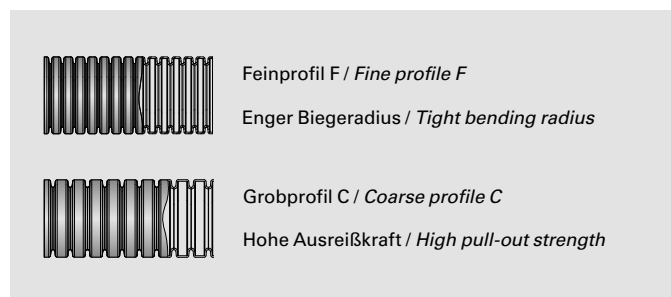 Feinprofil F / Fine profile F
Enger Biegeradius / Tight bending radius
Grobprofil C / Coarse profile C
Hohe Ausreißkraft / High pull-out strength